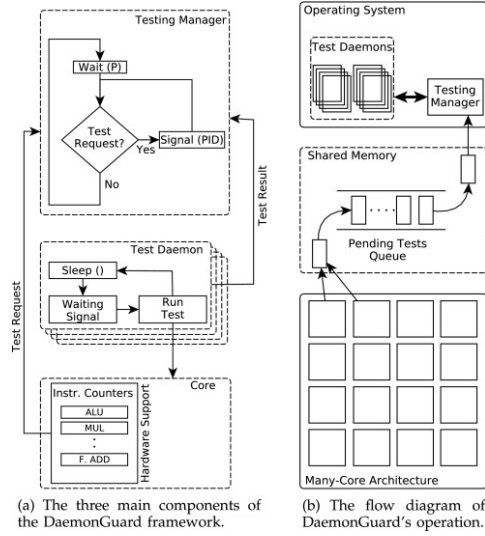 Testing Manager
Wait (P)
Test
Request?
Yes
Signal (PID)
No
Test Request
Test Result
Test Daemon
Sleep ()
Waiting
Signal
Run
Test
Core
Instr. Counters
ALU
MUL
:
F. ADD
Hardware Support
(a) The three main components of
the DaemonGuard framework.
Operating System
Test Daemons
Testing
Manager
Shared Memory
Pending Tests
Queue
Many-Core Architecture
(b) The flow diagram of
DaemonGuard's operation.